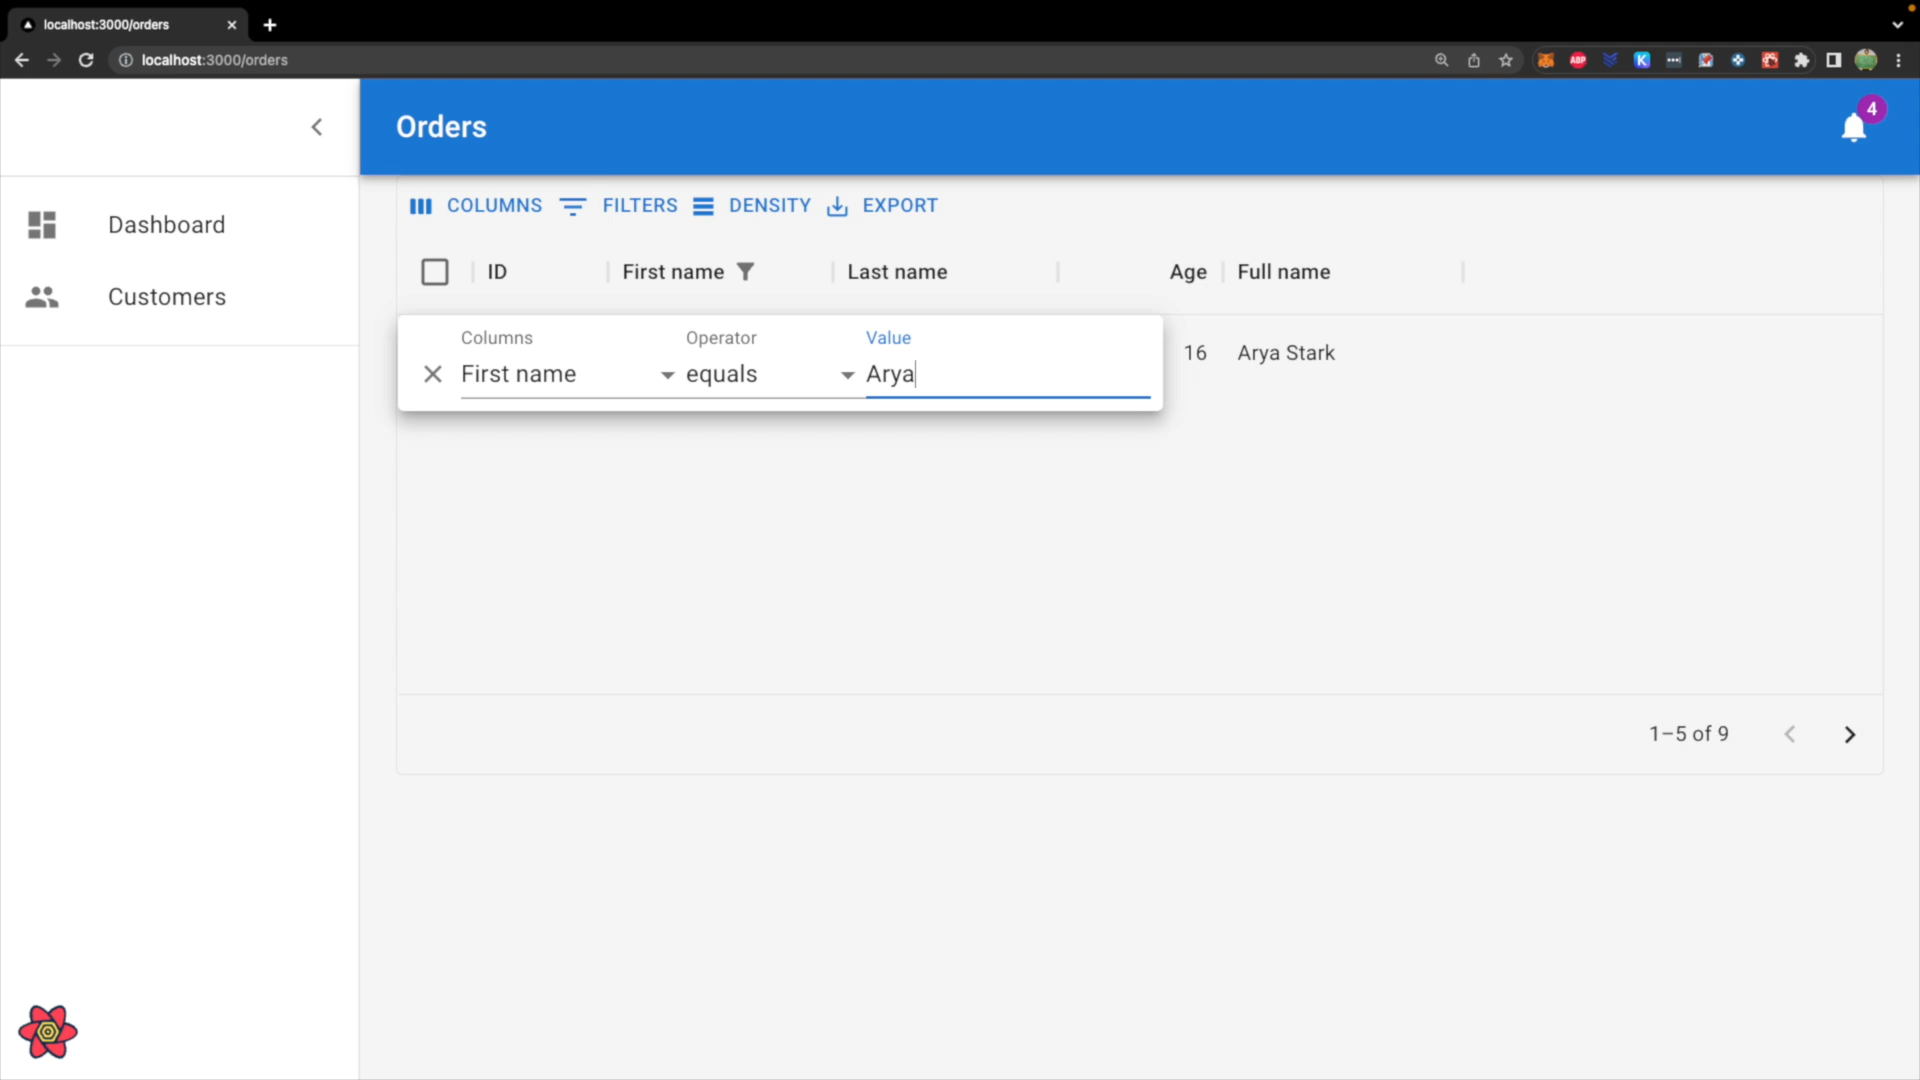 localhost:3000/orders
localhost:3000/orders
ABP
K
Orders
4
COLUMNS FILTERS DENSITY EXPORT
Dashboard
Customers
ID First name Last name Age Full name
Columns Operator Value
First name equals Arya
16 Arya Stark
1–5 of 9